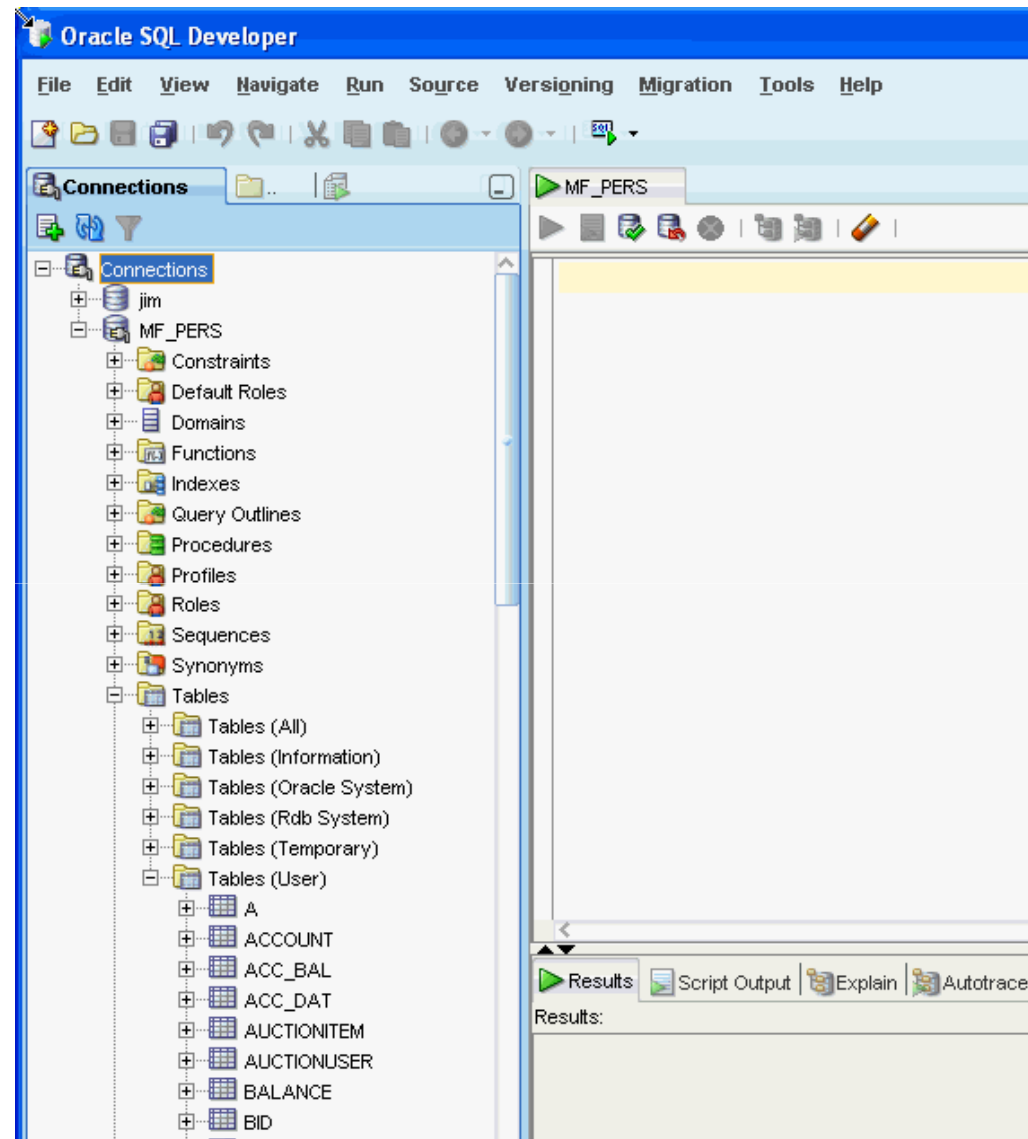 Oracle SQL Developer
File Edit View Navigate Run Source Versioning Migration Tools Help
SQL
Connections
..
MF_PERS
Connections
jim
MF_PERS
Constraints
Default Roles
Domains
Functions
Indexes
Query Outlines
Procedures
Profiles
Roles
Sequences
Synonyms
Tables
Tables (All)
Tables (Information)
Tables (Oracle System)
Tables (Rdb System)
Tables (Temporary)
Tables (User)
A
ACCOUNT
ACC_BAL
ACC_DAT
AUCTIONITEM
AUCTIONUSER
BALANCE
BID
Results Script Output Explain Autotrace
Results: